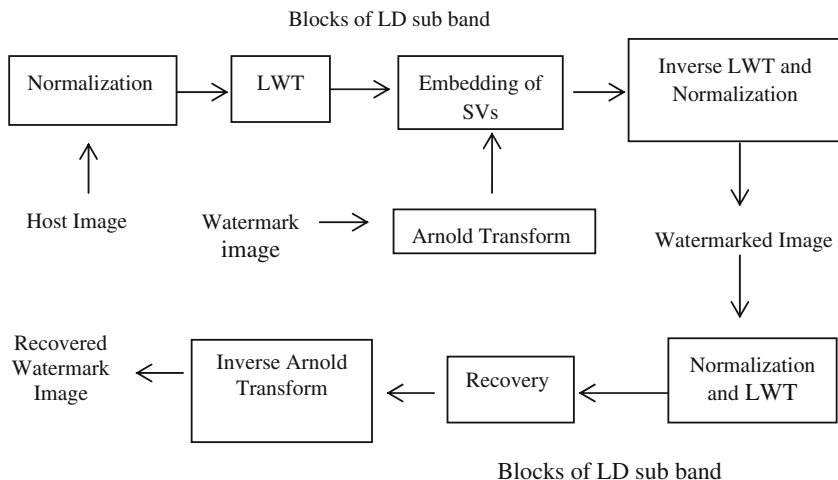 Blocks of LD sub band
Normalization
LWT
Embedding of
SVs
Inverse LWT and
Normalization
Host Image
Watermark
image
Arnold Transform
Watermarked Image
Recovered
Watermark
Image
Inverse Arnold
Transform
Recovery
Normalization
and LWT
Blocks of LD sub band